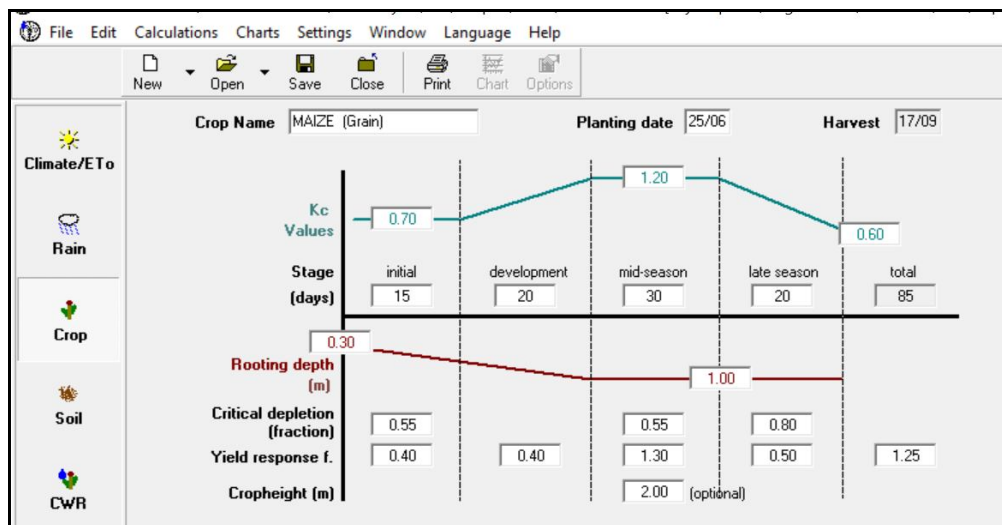 File Edit Calculations Charts Settings Window Language Help
New Open Save Close Print Chart Options
Crop Name MAIZE (Grain) Planting date 25/06 Harvest 17/09
Climate/ETo
Rain
Crop
Soil
CWR
Kc
Values
0.70 1.20 0.60
Stage initial development mid-season late season total
(days) 15 20 30 20 85
0.30
Rooting depth
(m)
1.00
Critical depletion
(fraction) 0.55 0.55 0.80
Yield response f. 0.40 0.40 1.30 0.50 1.25
Cropheight (m) 2.00 (optional)